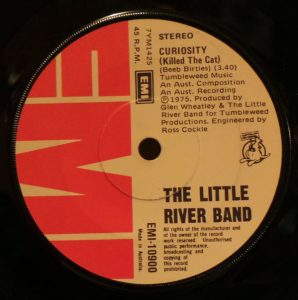 CURIOSITY STEREO
(Killed The Cat)
(Beeb Birtles) (3.40)
Tumbleweed Music
An Aust. Composition
An Aust. Recording
℗1975. Produced by
Glen Wheatley & The Little
River Band for Tumbleweed
Productions. Engineered by
Ross Cockle
7YM1425
45 R.P.M.
EMI
EMI
THE LITTLE
RIVER BAND
All rights of the manufacturer and
of the owner of the recorded
work reserved. Unauthorised
public performance,
broadcasting and
copying of
this record
prohibited.
EMI-10900
Made in Australia